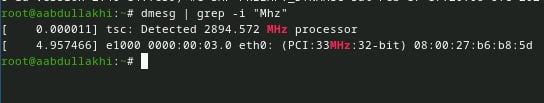 root@aabdullakhi:~# dmesg | grep -i "Mhz"
[    0.000011] tsc: Detected 2894.572 MHz processor
[    4.957466] e1000 0000:00:03.0 eth0: (PCI:33MHz:32-bit) 08:00:27:b6:b8:5d
root@aabdullakhi:~#